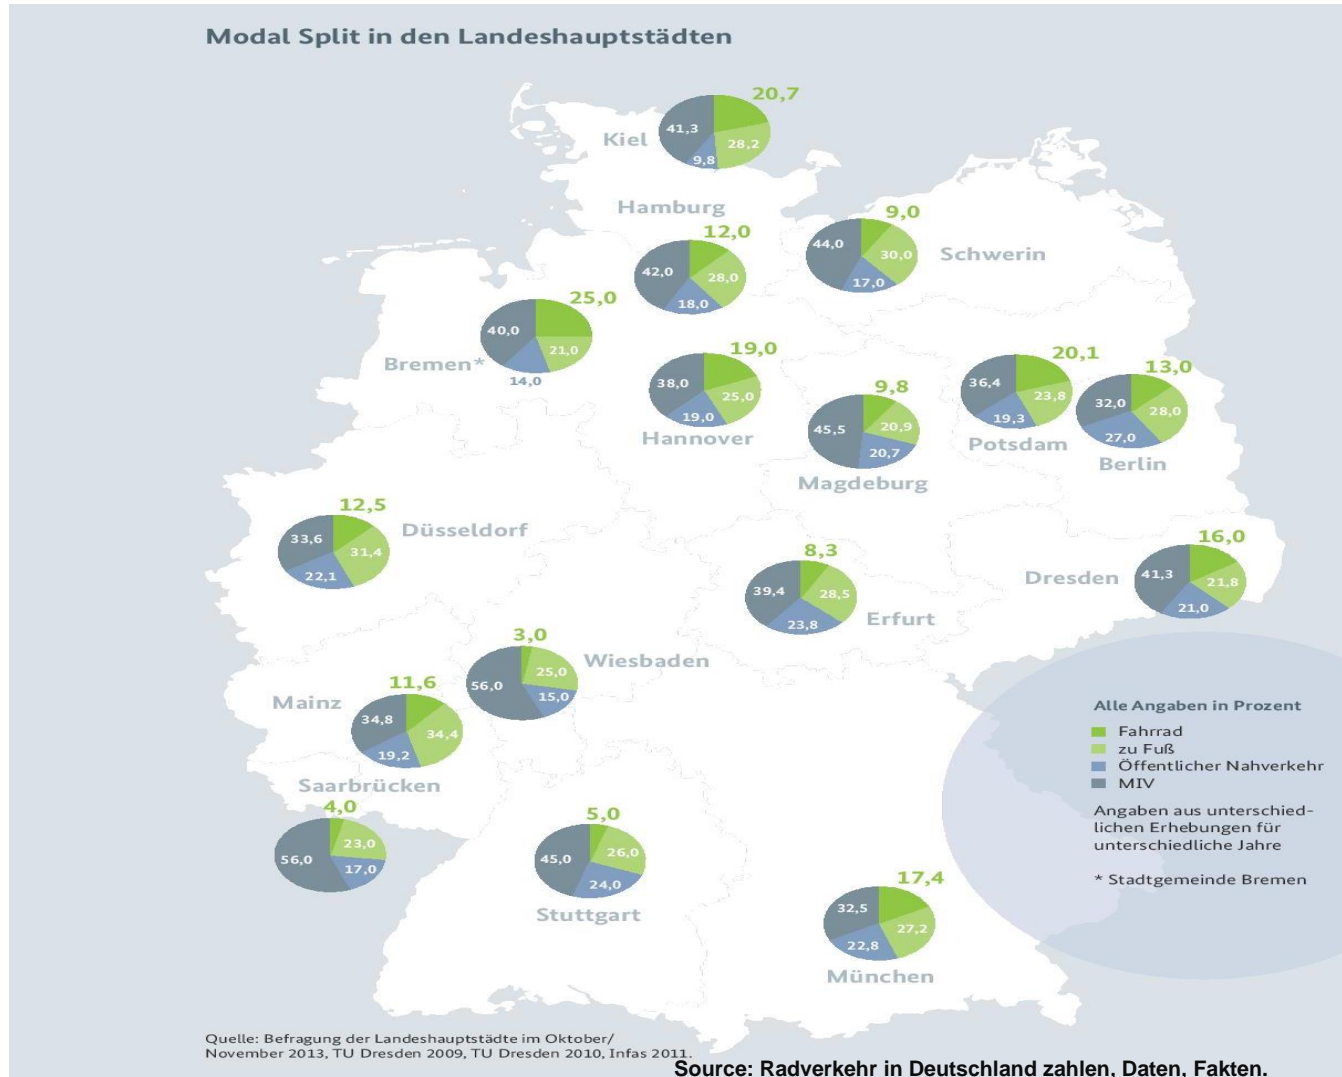 Modal Split in den Landeshauptstädten
20,7
Kiel
41,3
28,2
9,8
Hamburg
12,0
42,0
28,0
18,0
9,0
44,0
30,0
17,0
Schwerin
25,0
40,0
21,0
14,0
Bremen*
19,0
38,0
25,0
19,0
Hannover
9,8
45,5
20,9
20,7
Magdeburg
20,1
36,4
23,8
19,3
Potsdam
13,0
32,0
28,0
27,0
Berlin
12,5
Düsseldorf
33,6
31,4
22,1
8,3
39,4
28,5
23,8
Erfurt
16,0
Dresden
41,3
21,8
21,0
3,0
Wiesbaden
56,0
25,0
15,0
11,6
Mainz
34,8
34,4
19,2
Saarbrücken
4,0
56,0
23,0
17,0
5,0
45,0
26,0
24,0
Stuttgart
17,4
32,5
27,2
22,8
München
Alle Angaben in Prozent
Fahrrad
zu Fuß
Öffentlicher Nahverkehr
MIV
Angaben aus unterschied-
lichen Erhebungen für
unterschiedliche Jahre
* Stadtgemeinde Bremen
Quelle: Befragung der Landeshauptstädte im Oktober/
November 2013, TU Dresden 2009, TU Dresden 2010, Infas 2011.
Source: Radverkehr in Deutschland zahlen, Daten, Fakten.